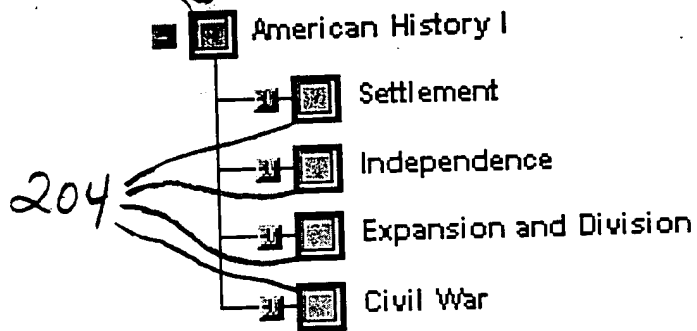 American History I
Settlement
Independence
204
Expansion and Division
Civil War